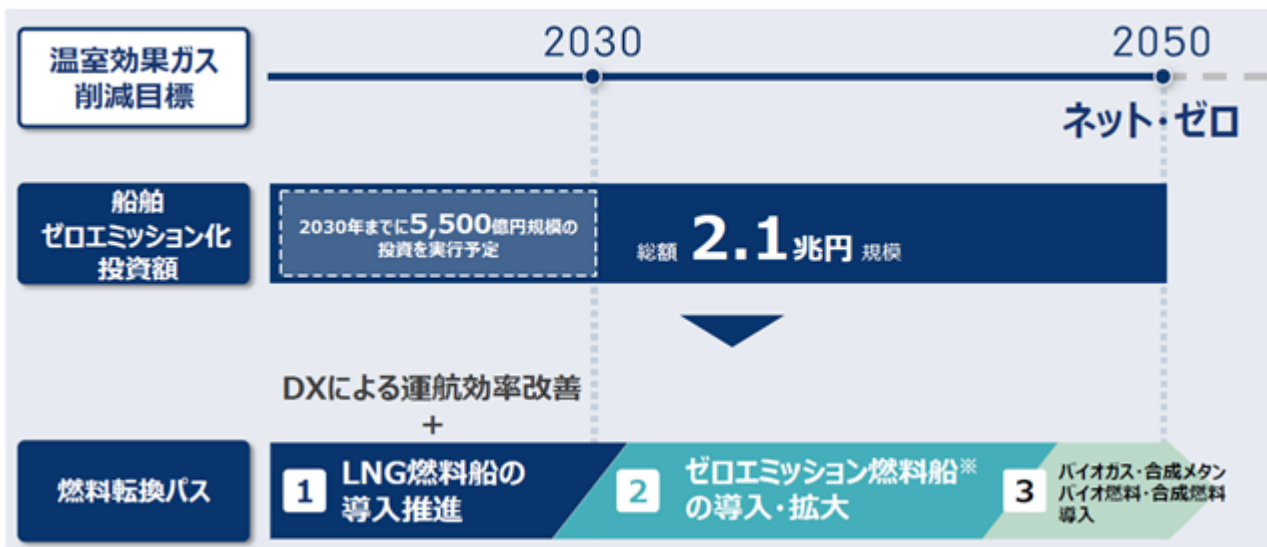 温室効果ガス
削減目標
2030
2050
ネット・ゼロ
船舶
ゼロエミッション化
投資額
2030年までに5,500億円規模の
投資を実行予定
総額 2.1兆円 規模
DXによる運航効率改善
+
燃料転換パス
1
LNG燃料船の
導入推進
2
ゼロエミッション燃料船※
の導入・拡大
3
バイオガス・合成メタン
バイオ燃料・合成燃料
導入